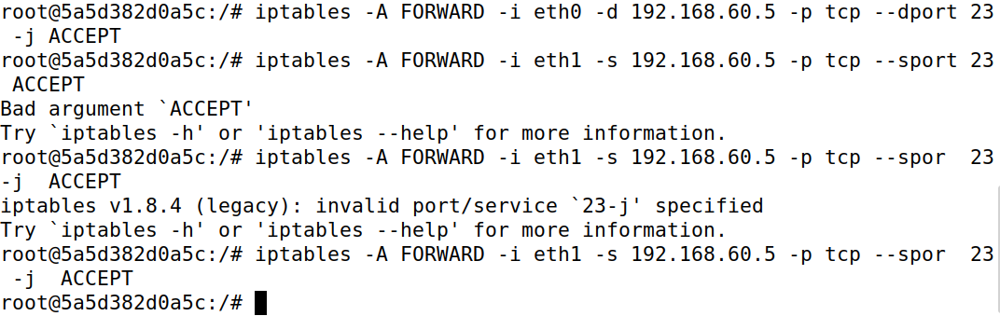 root@5a5d382d0a5c:/# iptables -A FORWARD -i eth0 -d 192.168.60.5 -p tcp --dport 23
 -j ACCEPT
root@5a5d382d0a5c:/# iptables -A FORWARD -i eth1 -s 192.168.60.5 -p tcp --sport 23
 ACCEPT
Bad argument `ACCEPT'
Try `iptables -h' or 'iptables --help' for more information.
root@5a5d382d0a5c:/# iptables -A FORWARD -i eth1 -s 192.168.60.5 -p tcp --spor  23
-j  ACCEPT
iptables v1.8.4 (legacy): invalid port/service `23-j' specified
Try `iptables -h' or 'iptables --help' for more information.
root@5a5d382d0a5c:/# iptables -A FORWARD -i eth1 -s 192.168.60.5 -p tcp --spor  23
 -j  ACCEPT
root@5a5d382d0a5c:/#